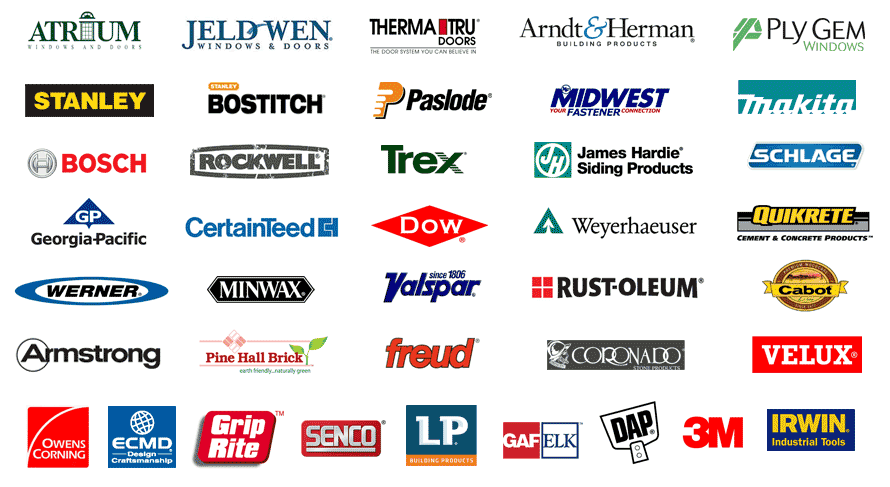 ATRIUM
WINDOWS AND DOORS
JELD-WEN®
WINDOWS & DOORS
THERMA TRU®
DOORS
THE DOOR SYSTEM YOU CAN BELIEVE IN
Arndt&Herman®
BUILDING PRODUCTS
PLY GEM
WINDOWS
STANLEY
STANLEY
BOSTITCH®
Paslode®
MIDWEST
YOUR FASTENER CONNECTION
makita
BOSCH
ROCKWELL®
Trex®
JH
James Hardie®
Siding Products
SCHLAGE
GP
Georgia-Pacific
CertainTeed
DOW®
Weyerhaeuser
QUIKRETE®
CEMENT & CONCRETE PRODUCTS™
WERNER®
MINWAX®
since 1806
Valspar®
RUST-OLEUM®
Cabot
Armstrong
Pine Hall Brick
earth friendly...naturally green
freud®
CORONADO®
STONE PRODUCTS
VELUX®
OWENS
CORNING
ECMD
Design
Craftsmanship
Grip
Rite™
SENCO®
LP®
BUILDING PRODUCTS
GAF ELK
DAP®
3M
IRWIN®
Industrial Tools